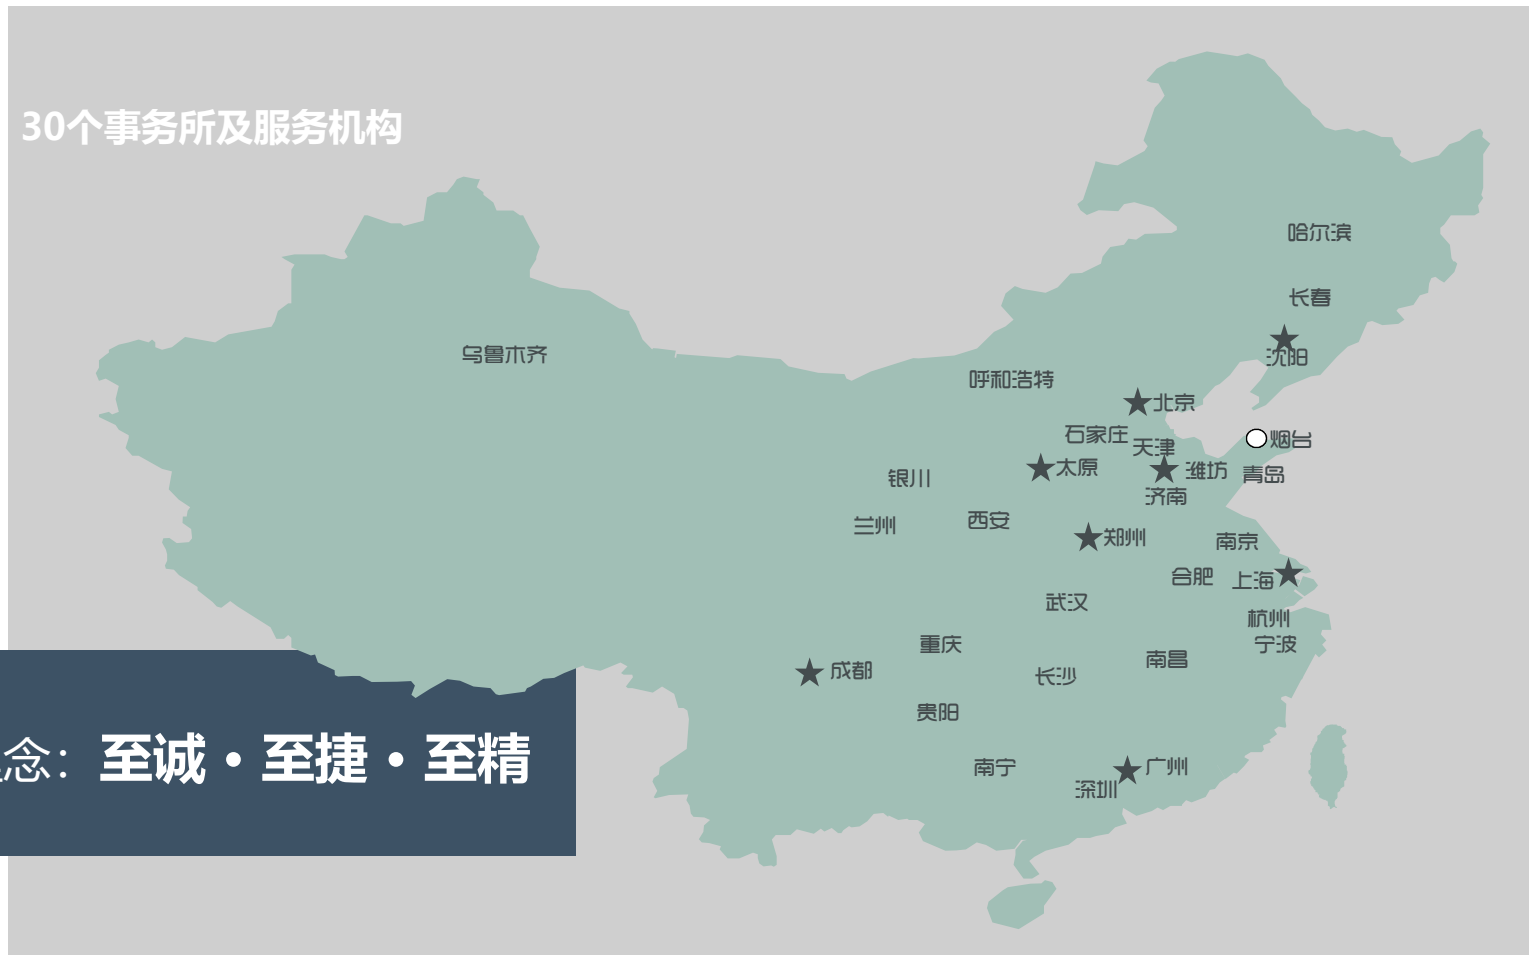 30个事务所及服务机构
哈尔滨
长春
沈阳
乌鲁木齐
呼和浩特
北京
石家庄
天津
烟台
太原
潍坊
青岛
银川
济南
兰州
西安
郑州
南京
合肥
上海
武汉
杭州
宁波
重庆
南昌
成都
长沙
贵阳
念：至诚·至捷·至精
南宁
广州
深圳